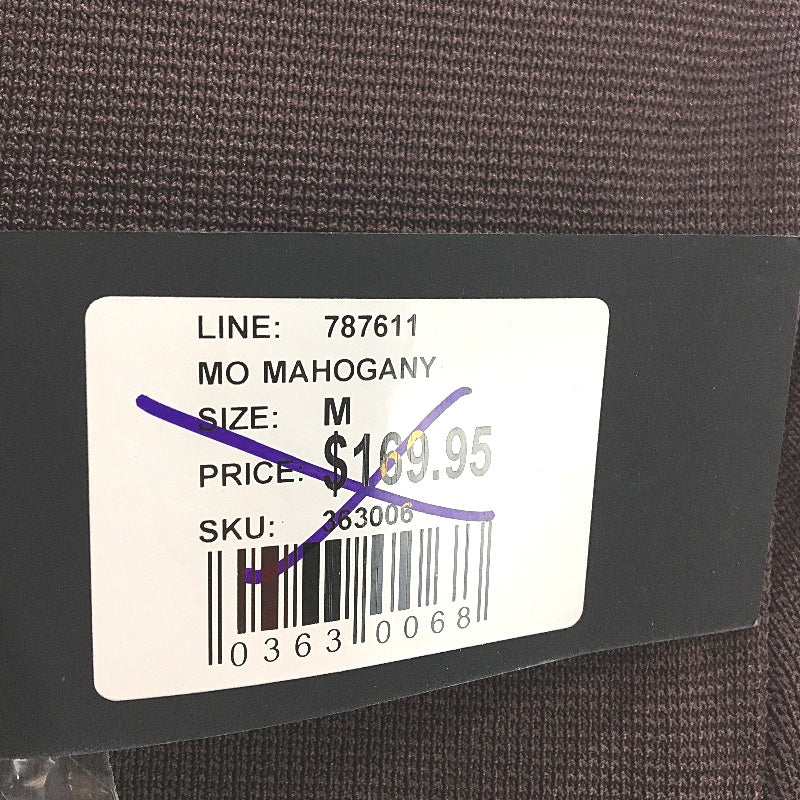 LINE: 787611
MO MAHOGANY
SIZE: M
PRICE: $169.95
SKU: 363006
0363 0068